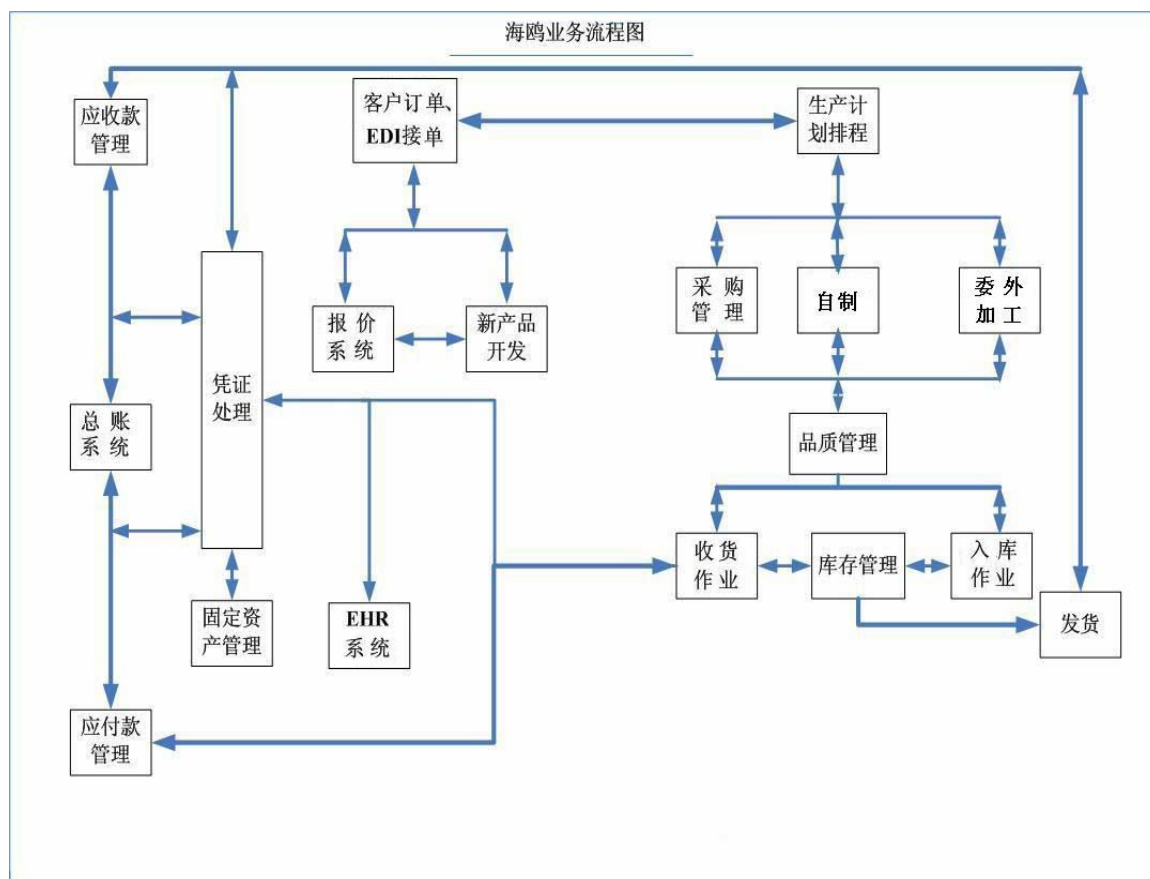 海鸥业务流程图
应收款
管理
客户订单、
EDI接单
生产计
划排程
采购
管理
自制
委外
加工
报价
系统
新产品
开发
凭证
处理
总账
系统
品质管理
收货
作业
库存管理
入库
作业
固定资
产管理
EHR
系统
发货
应付款
管理